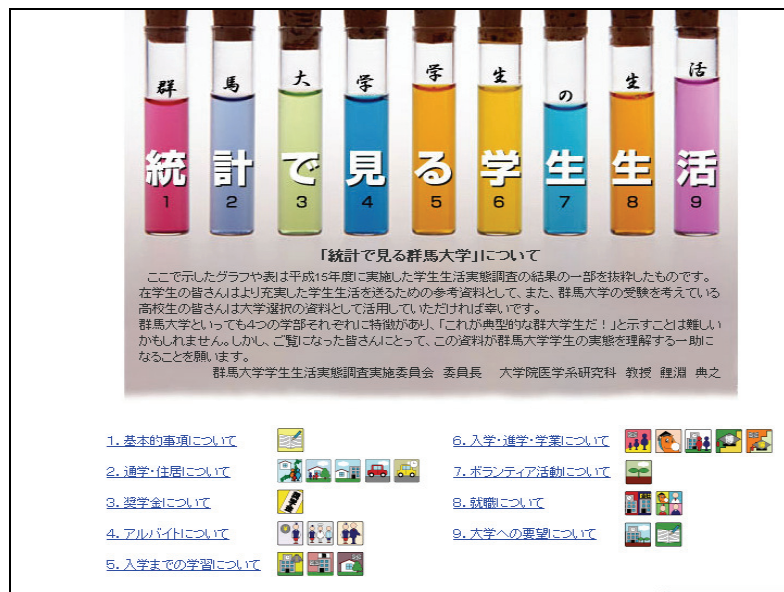 群馬大学学生の生活
統計で見る学生生活
1 2 3 4 5 6 7 8 9
「統計で見る群馬大学」について
ここで示したグラフや表は平成15年度に実施した学生生活実態調査の結果の一部を抜粋したものです。
在学生の皆さんはより充実した学生生活を送るための参考資料として、また、群馬大学の受験を考えている
高校生の皆さんは大学選択の資料として活用していただければ幸いです。
群馬大学といっても4つの学部それぞれに特徴があり、「これが典型的な群大学生だ！」と示すことは難しい
かもしれません。しかし、ご覧になった皆さんにとって、この資料が群馬大学学生の実態を理解する一助に
なることを願います。
群馬大学学生生活実態調査実施委員会 委員長 大学院医学系研究科 教授 鯉淵 典之
1. 基本的事項について
2. 通学・住居について
3. 奨学金について
4. アルバイトについて
5. 入学までの学習について
6. 入学・進学・学業について
7. ボランティア活動について
8. 就職について
9. 大学への要望について